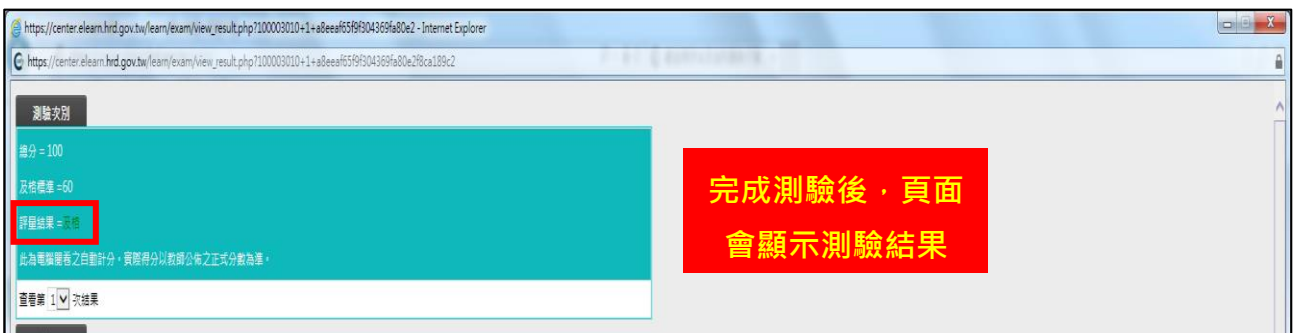 https://center.elearn.hrd.gov.tw/learn/exam/view_result.php?100003010+1+a8eeaf65f9f304369fa80e2 - Internet Explorer
https://center.elearn.hrd.gov.tw/learn/exam/view_result.php?100003010+1+a8eeaf65f9f304369fa80e2f8ca189c2
測驗次別
總分 = 100
及格標準 =60
評量結果 =及格
此為電腦閱卷之自動計分，實際得分以教師公佈之正式分數為準。
查看第 1 次結果
完成測驗後，頁面
會顯示測驗結果